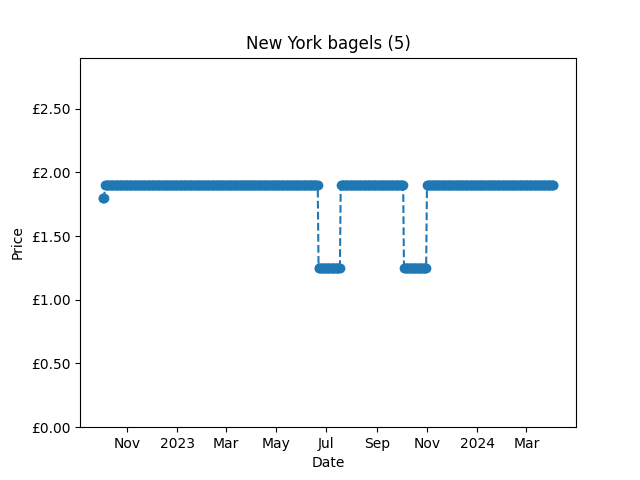 New York bagels (5)
£2.50
£2.00
£1.50
£1.00
£0.50
£0.00
Price
Nov 2023 Mar May Jul Sep Nov 2024 Mar
Date